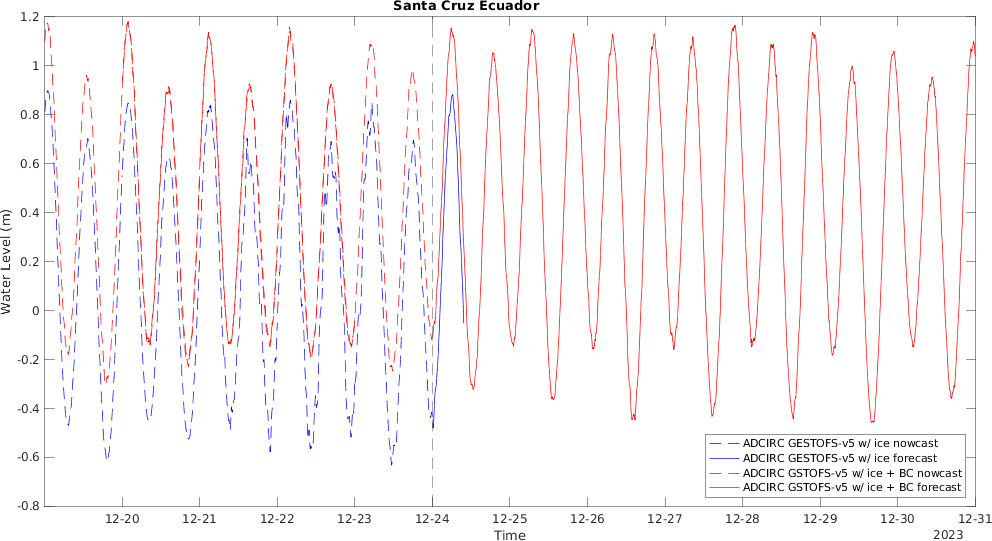 Santa Cruz Ecuador
1.2
1
0.8
0.6
0.4
0.2
0
-0.2
-0.4
-0.6
-0.8
Water Level (m)
12-20 12-21 12-22 12-23 12-24 12-25 12-26 12-27 12-28 12-29 12-30 12-31
Time
2023
ADCIRC GESTOFS-v5 w/ ice nowcast
ADCIRC GESTOFS-v5 w/ ice forecast
ADCIRC GSTOFS-v5 w/ ice + BC nowcast
ADCIRC GSTOFS-v5 w/ ice + BC forecast